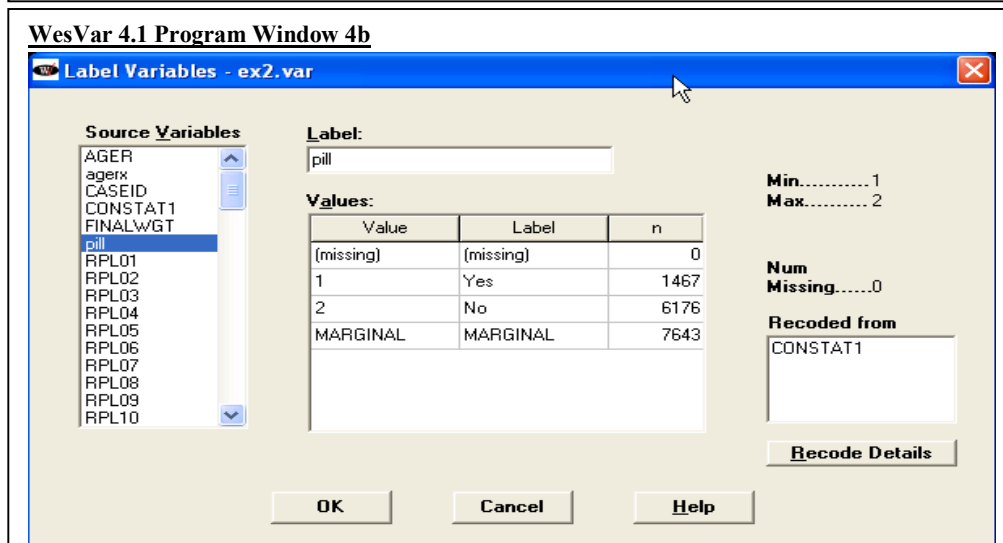 WesVar 4.1 Program Window 4b
W Label Variables - ex2.var
Source Variables
AGER
agerx
CASEID
CONSTAT1
FINALWGT
pill
RPL01
RPL02
RPL03
RPL04
RPL05
RPL06
RPL07
RPL08
RPL09
RPL10
Label:
pill
Values:
Value Label n
(missing) (missing) 0
1 Yes 1467
2 No 6176
MARGINAL MARGINAL 7643
Min...........1
Max.......... 2
Num
Missing......0
Recoded from
CONSTAT1
Recode Details
OK Cancel Help